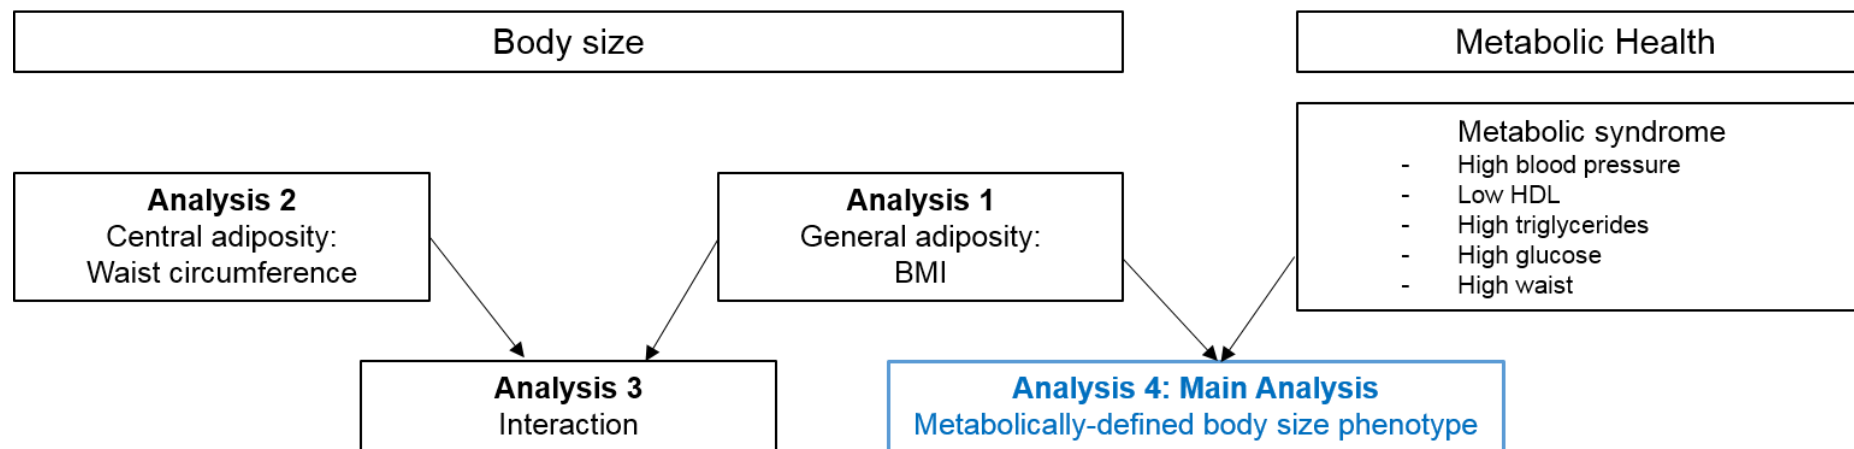 Body size
Metabolic Health
Analysis 2
Central adiposity:
Waist circumference
Analysis 1
General adiposity:
BMI
Metabolic syndrome
- High blood pressure
- Low HDL
- High triglycerides
- High glucose
- High waist
Analysis 3
Interaction
Analysis 4: Main Analysis
Metabolically-defined body size phenotype